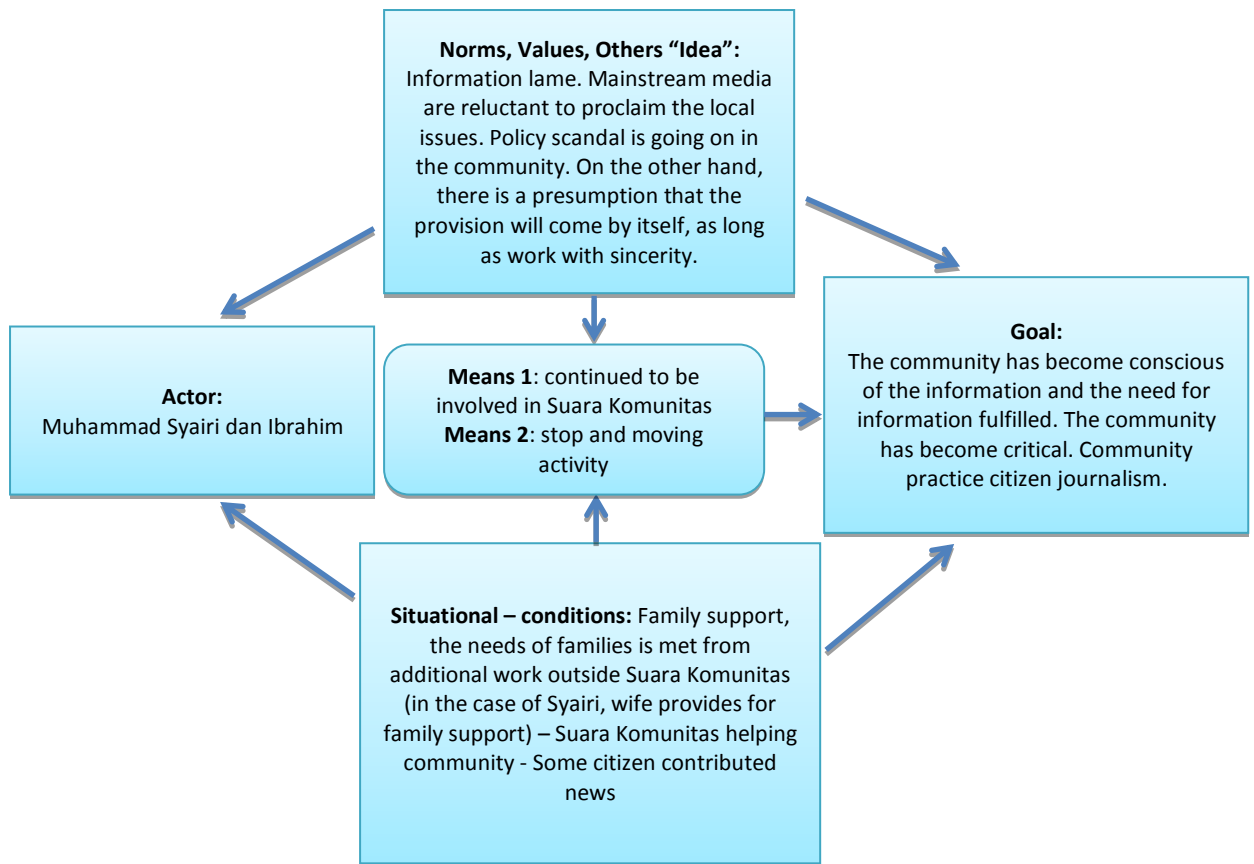 Norms, Values, Others “Idea”:
Information lame. Mainstream media
are reluctant to proclaim the local
issues. Policy scandal is going on in
the community. On the other hand,
there is a presumption that the
provision will come by itself, as long
as work with sincerity.
Actor:
Muhammad Syairi dan Ibrahim
Means 1: continued to be
involved in Suara Komunitas
Means 2: stop and moving
activity
Goal:
The community has become conscious
of the information and the need for
information fulfilled. The community
has become critical. Community
practice citizen journalism.
Situational – conditions: Family support,
the needs of families is met from
additional work outside Suara Komunitas
(in the case of Syairi, wife provides for
family support) – Suara Komunitas helping
community - Some citizen contributed
news